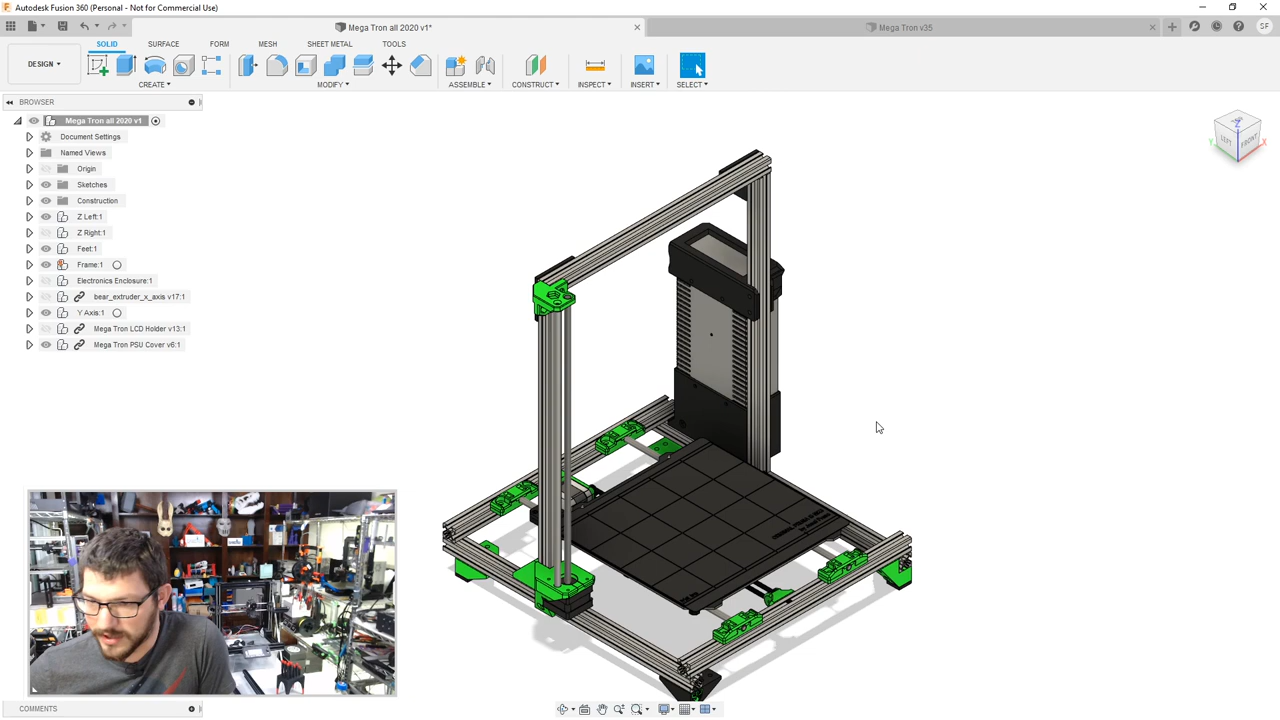 Autodesk Fusion 360 (Personal - Not for Commercial Use)
Mega Tron all 2020 v1*
Mega Tron v35
SF
DESIGN
SOLID
SURFACE
FORM
MESH
SHEET METAL
TOOLS
CREATE
MODIFY
ASSEMBLE
CONSTRUCT
INSPECT
INSERT
SELECT
BROWSER
Mega Tron all 2020 v1
Document Settings
Named Views
Origin
Sketches
Construction
Z Left:1
Z Right:1
Feet:1
Frame:1
Electronics Enclosure:1
bear_extruder_x_axis v17:1
Y Axis:1
Mega Tron LCD Holder v13:1
Mega Tron PSU Cover v6:1
Z
LEFT
FRONT
Y
X
COMMENTS